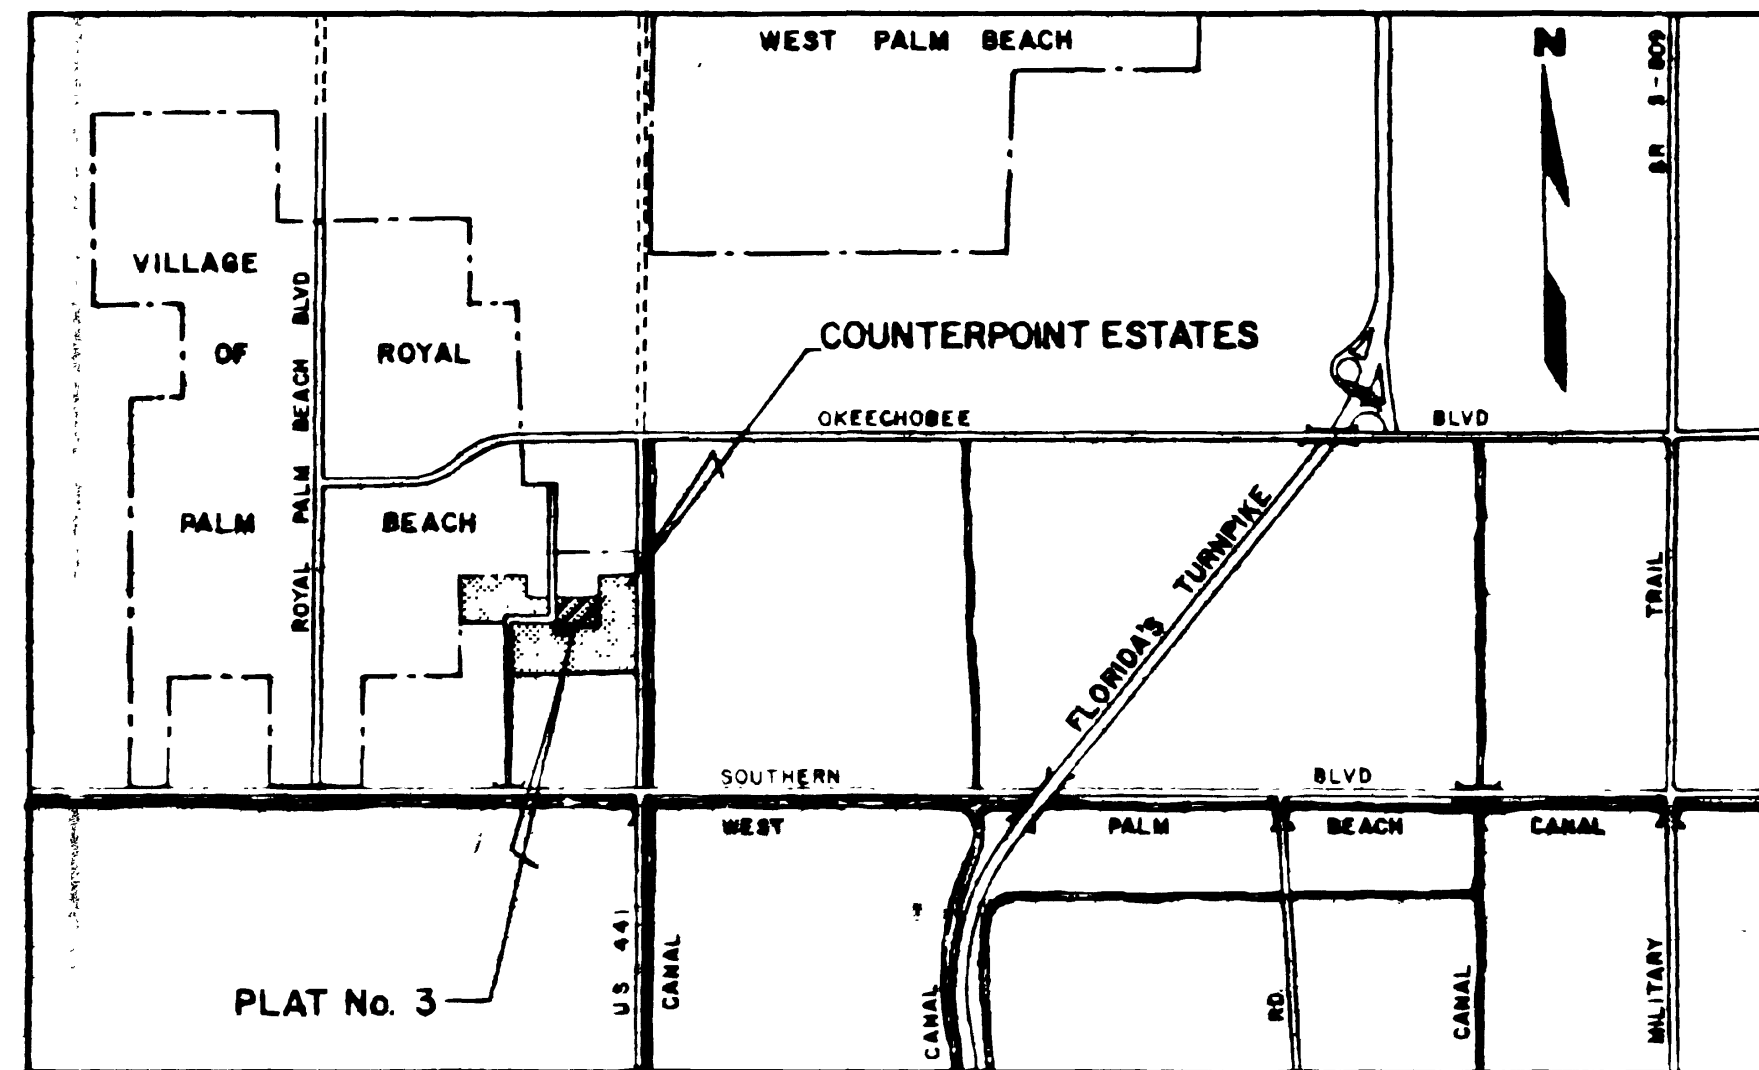 WEST PALM BEACH
N
SR S-809
VILLAGE
OF
ROYAL
PALM
BEACH
ROYAL PALM BEACH BLVD
COUNTERPOINT ESTATES
OKEECHOBEE BLVD
FLORIDA'S TURNPIKE
TRAIL
SOUTHERN BLVD
WEST PALM BEACH CANAL
PLAT No. 3
US 441
CANAL
CANAL
RD.
CANAL
MILITARY